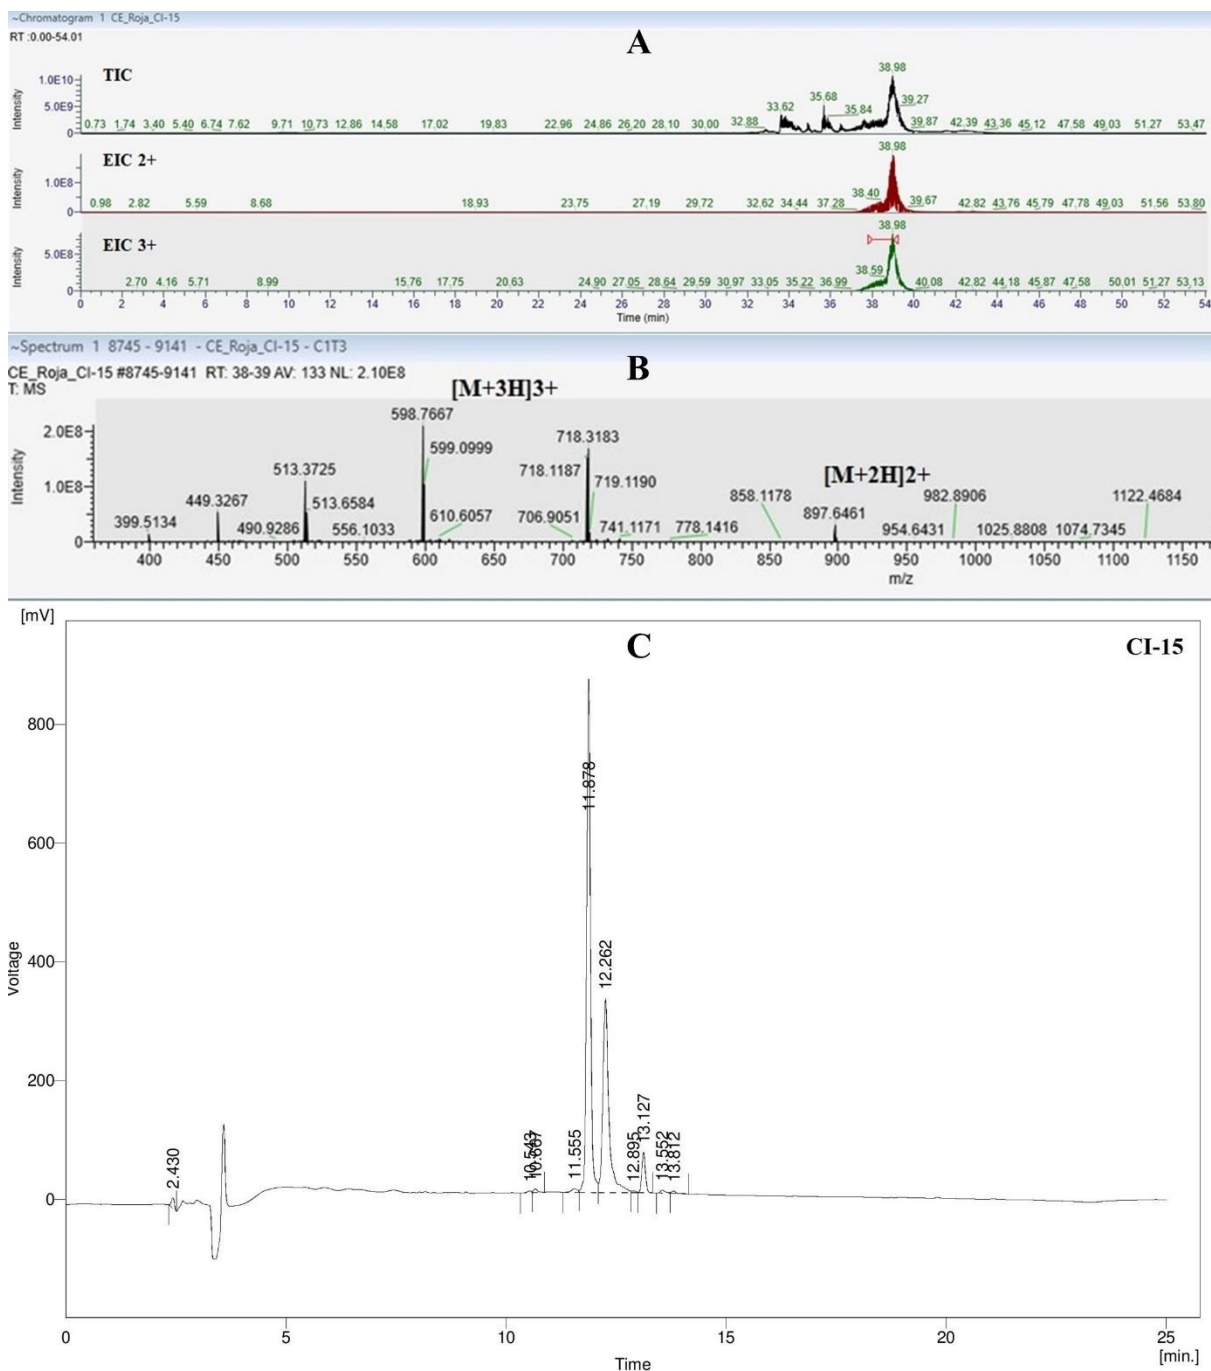 ~Chromatogram 1 CE_Roja_CI-15
RT :0.00-54.01
A
TIC
Intensity
1.0E10
5.0E9
0
0.73 1.74 3.40 5.40 6.74 7.62 9.71 10.73 12.86 14.58 17.02 19.83 22.96 24.86 26.20 28.10 30.00 32.88 33.62 35.68 35.84 38.98 39.27 39.87 42.39 43.36 45.12 47.58 49.03 51.27 53.47
EIC 2+
Intensity
1.0E8
0
0.98 2.82 5.59 8.68 18.93 23.75 27.19 29.72 32.62 34.44 37.28 38.40 38.98 39.67 42.82 43.76 45.79 47.78 49.03 51.56 53.80
EIC 3+
Intensity
5.0E8
0
2.70 4.16 5.71 8.99 15.76 17.75 20.63 24.90 27.05 28.64 29.59 30.97 33.05 35.22 36.99 38.59 38.98 40.08 42.82 44.18 45.87 47.58 50.01 51.27 53.13
0 2 4 6 8 10 12 14 16 18 20 22 24 26 28 30 32 34 36 38 40 42 44 46 48 50 52 54
Time (min)
~Spectrum 1 8745 - 9141 - CE_Roja_CI-15 - C1T3
CE_Roja_CI-15 #8745-9141 RT: 38-39 AV: 133 NL: 2.10E8
T: MS
B
[M+3H]3+
[M+2H]2+
Intensity
2.0E8
1.0E8
0
399.5134 449.3267 490.9286 513.3725 513.6584 556.1033 598.7667 599.0999 610.6057 706.9051 718.1187 718.3183 719.1190 741.1171 778.1416 858.1178 897.6461 954.6431 982.8906 1025.8808 1074.7345 1122.4684
400 450 500 550 600 650 700 750 800 850 900 950 1000 1050 1100 1150
m/z
[mV]
C
CI-15
Voltage
800
600
400
200
0
2.430
10.543
10.667
11.555
11.878
12.262
12.895
13.127
13.552
13.812
0 5 10 15 20 25
Time
[min.]